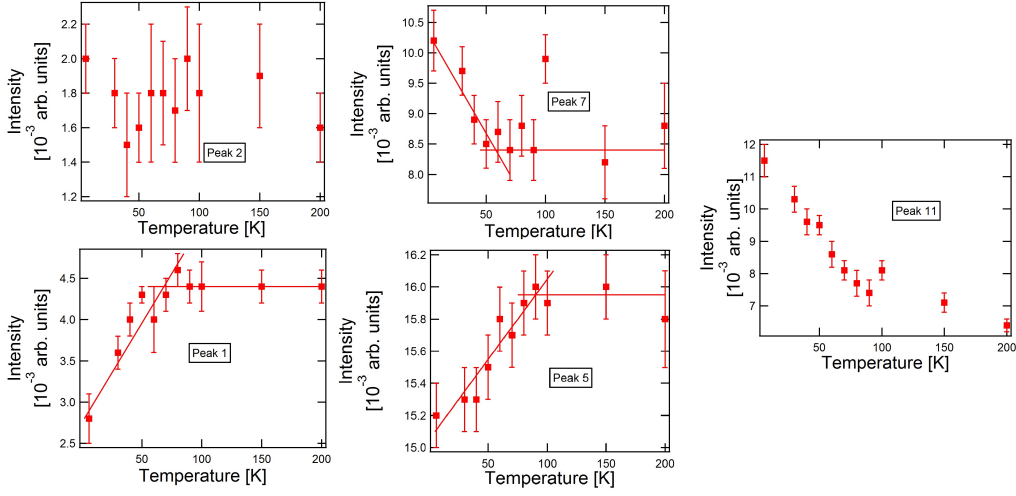 2.2
2.0
1.8
1.6
1.4
1.2
Intensity
[10⁻³ arb. units]
Peak 2
50 100 150 200
Temperature [K]
10.5
10.0
9.5
9.0
8.5
8.0
Intensity
[10⁻³ arb. units]
Peak 7
50 100 150 200
Temperature [K]
12
11
10
9
8
7
Intensity
[10⁻³ arb. units]
Peak 11
50 100 150 200
Temperature [K]
4.5
4.0
3.5
3.0
2.5
Intensity
[10⁻³ arb. units]
Peak 1
50 100 150 200
Temperature [K]
16.2
16.0
15.8
15.6
15.4
15.2
15.0
Intensity
[10⁻³ arb. units]
Peak 5
50 100 150 200
Temperature [K]